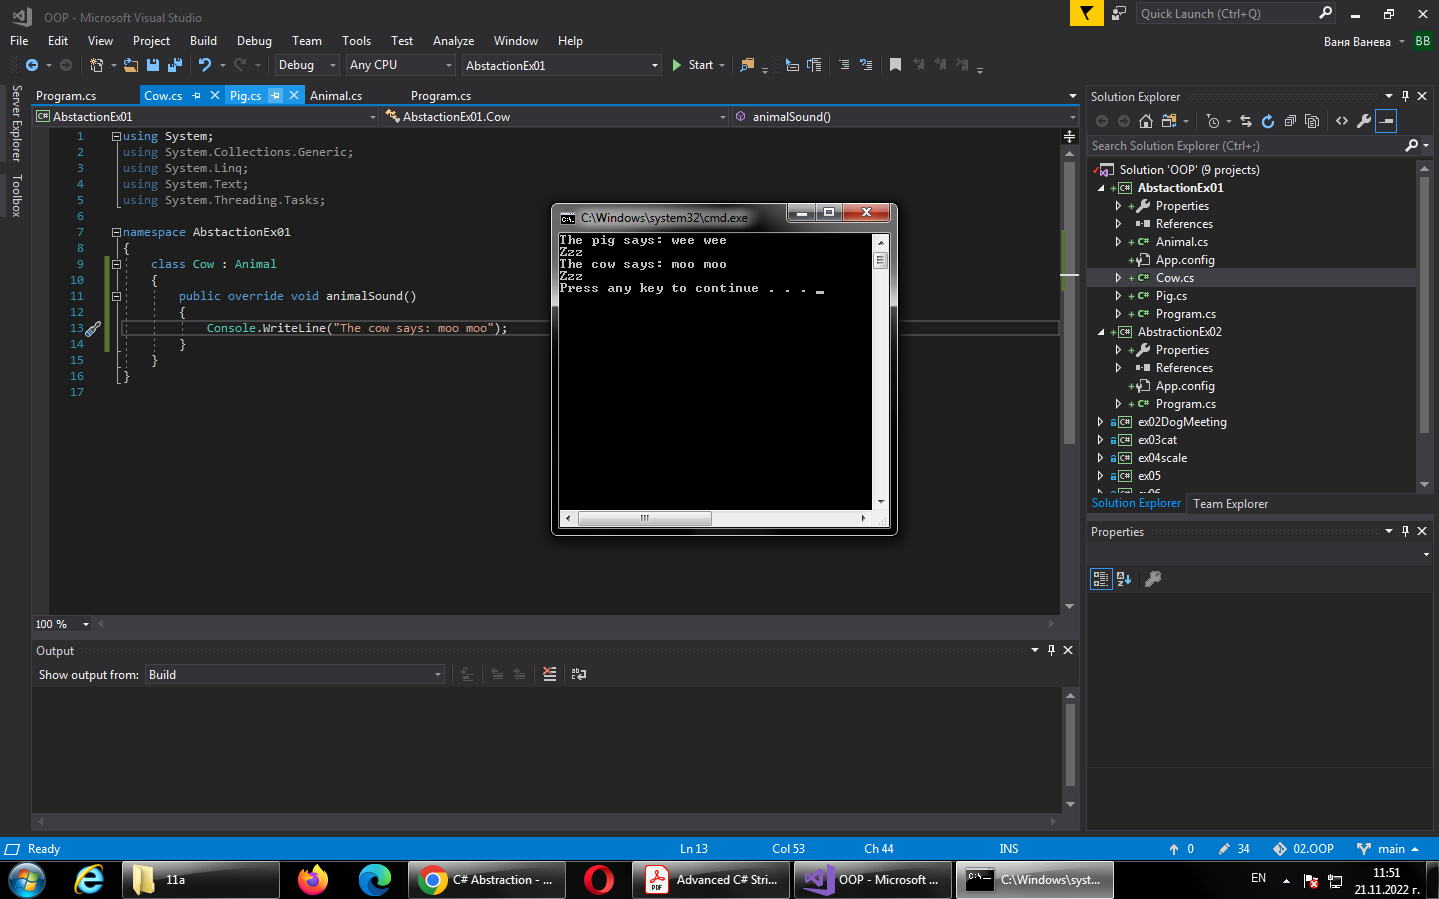 OOP - Microsoft Visual Studio
Quick Launch (Ctrl+Q)
File Edit View Project Build Debug Team Tools Test Analyze Window Help
Ваня Ванева BB
Debug Any CPU AbstactionEx01 Start
Server Explorer
Toolbox
Program.cs Cow.cs Pig.cs Animal.cs Program.cs
AbstactionEx01 AbstactionEx01.Cow animalSound()
1 using System;
2 using System.Collections.Generic;
3 using System.Linq;
4 using System.Text;
5 using System.Threading.Tasks;
6
7 namespace AbstactionEx01
8 {
9 class Cow : Animal
10 {
11 public override void animalSound()
12 {
13 Console.WriteLine("The cow says: moo moo");
14 }
15 }
16 }
17
C:\Windows\system32\cmd.exe
The pig says: wee wee
Zzz
The cow says: moo moo
Zzz
Press any key to continue . . .
100 %
Output
Show output from: Build
Solution Explorer
Search Solution Explorer (Ctrl+;)
Solution 'OOP' (9 projects)
AbstactionEx01
Properties
References
Animal.cs
App.config
Cow.cs
Pig.cs
Program.cs
AbstractionEx02
Properties
References
App.config
Program.cs
ex02DogMeeting
ex03cat
ex04scale
ex05
Solution Explorer Team Explorer
Properties
Ready Ln 13 Col 53 Ch 44 INS 0 34 02.OOP main
11a
C# Abstraction - ...
PDF
Advanced C# Stri...
OOP - Microsoft ...
C:\Windows\syst...
EN
11:51
21.11.2022 г.